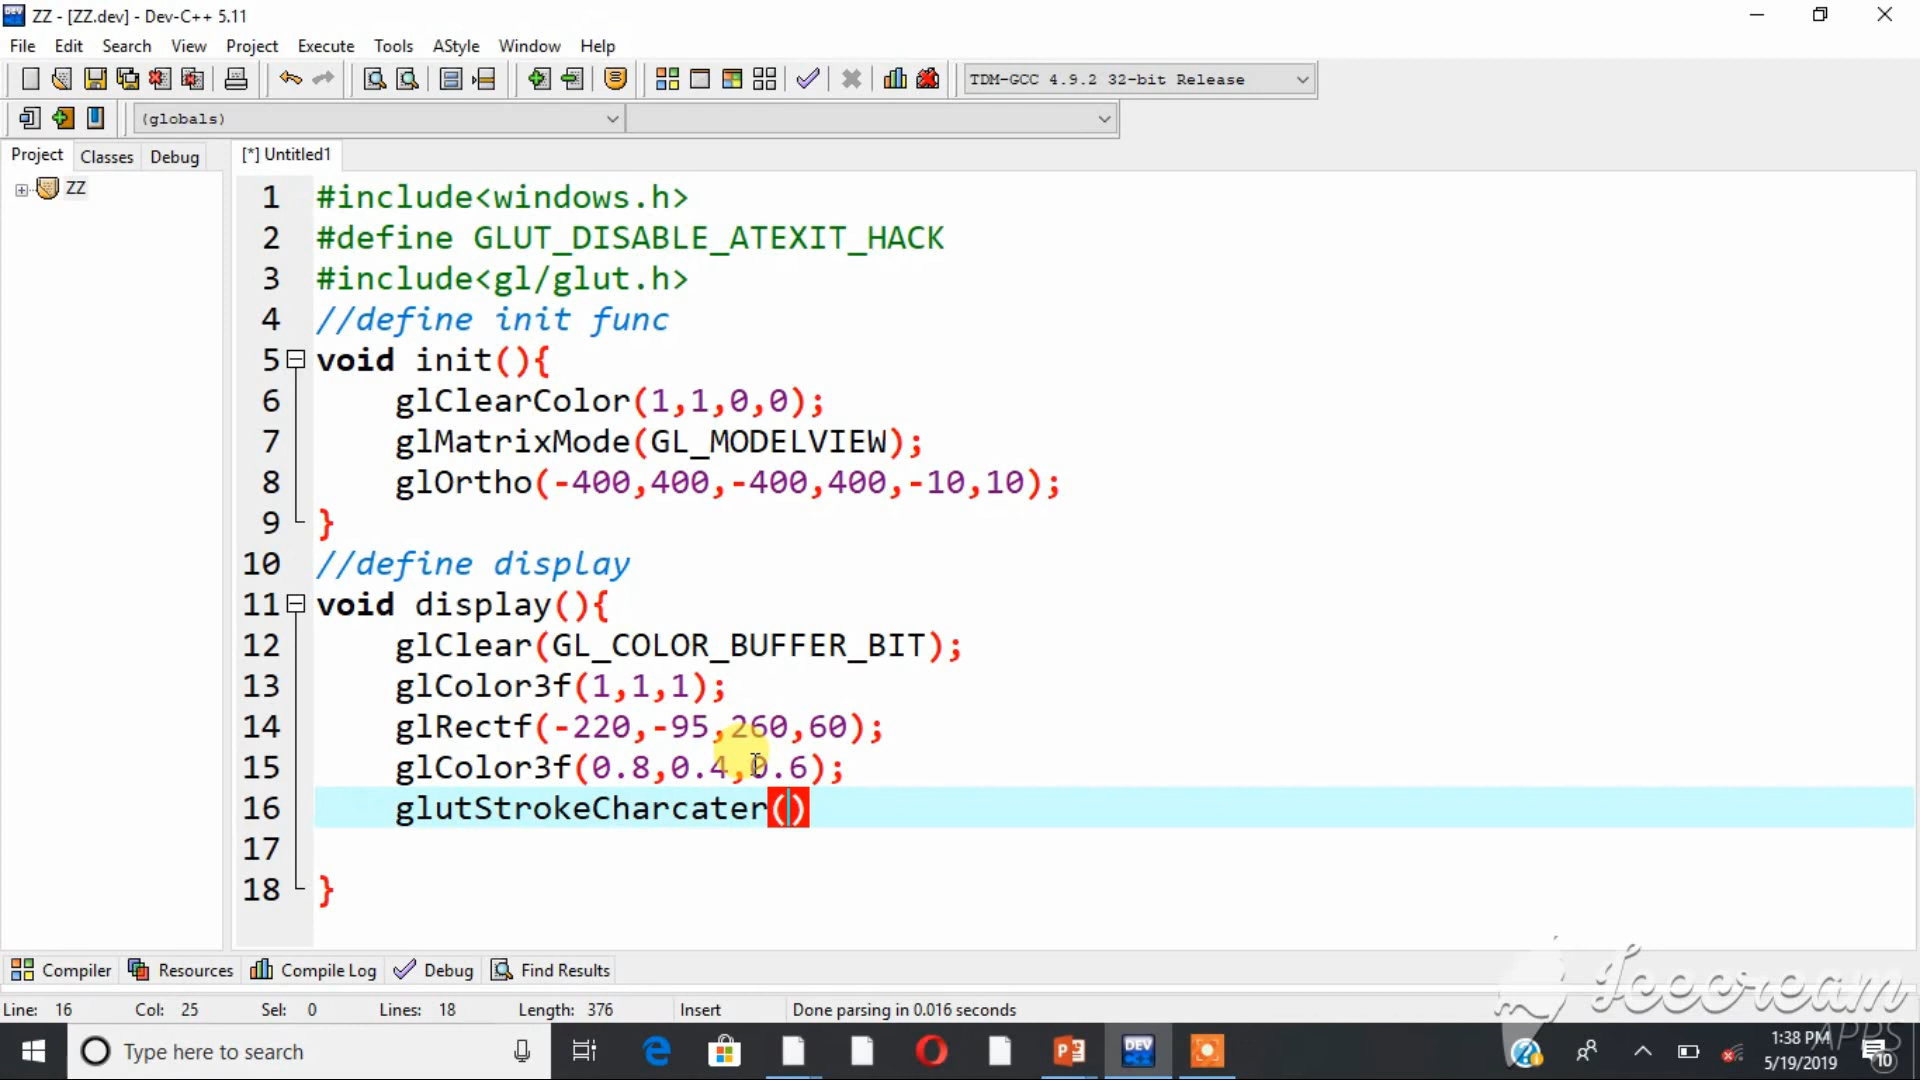 ZZ - [ZZ.dev] - Dev-C++ 5.11
File Edit Search View Project Execute Tools AStyle Window Help
TDM-GCC 4.9.2 32-bit Release
(globals)
Project Classes Debug [*] Untitled1
ZZ
1 #include<windows.h>
2 #define GLUT_DISABLE_ATEXIT_HACK
3 #include<gl/glut.h>
4 //define init func
5 void init(){
6 glClearColor(1,1,0,0);
7 glMatrixMode(GL_MODELVIEW);
8 glOrtho(-400,400,-400,400,-10,10);
9 }
10 //define display
11 void display(){
12 glClear(GL_COLOR_BUFFER_BIT);
13 glColor3f(1,1,1);
14 glRectf(-220,-95,260,60);
15 glColor3f(0.8,0.4,0.6);
16 glutStrokeCharcater()
17
18 }
Compiler Resources Compile Log Debug Find Results
Line: 16 Col: 25 Sel: 0 Lines: 18 Length: 376 Insert Done parsing in 0.016 seconds
Icecream
APPS
Type here to search
DEV
1:38 PM
5/19/2019
10